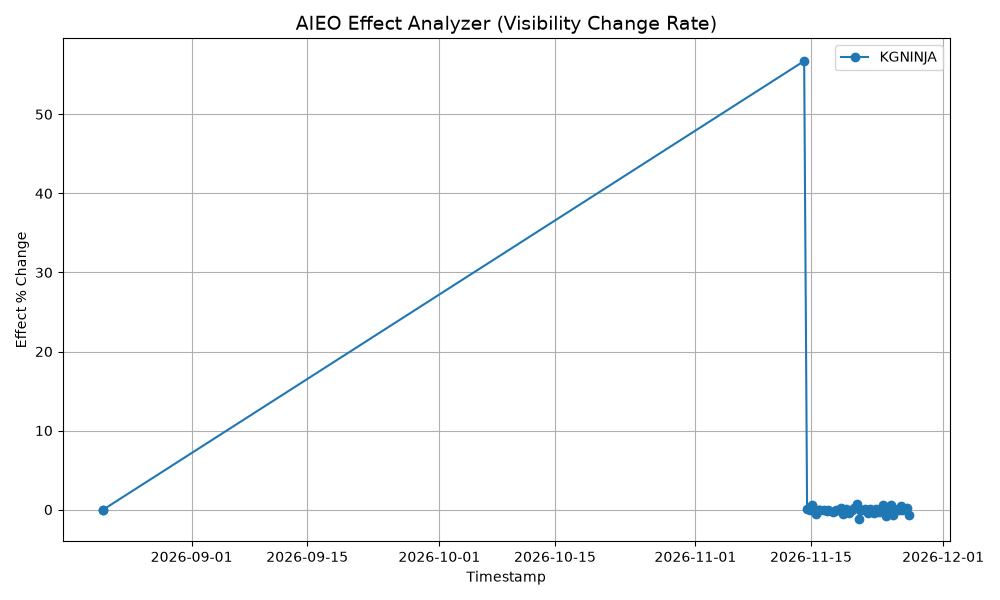 AIEO Effect Analyzer (Visibility Change Rate)
KGNINJA
Effect % Change
50
40
30
20
10
0
2026-09-01 2026-09-15 2026-10-01 2026-10-15 2026-11-01 2026-11-15 2026-12-01
Timestamp